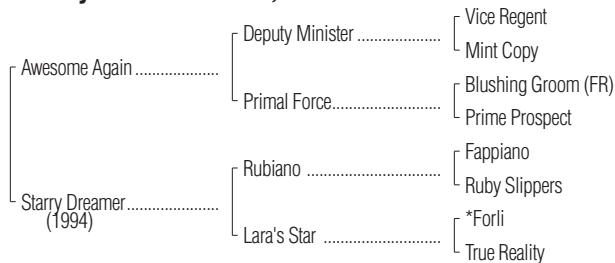 Vice Regent
Deputy Minister ....................
Mint Copy
Awesome Again ....................
Blushing Groom (FR)
Primal Force..........................
Prime Prospect
Fappiano
Rubiano ................................
Ruby Slippers
Starry Dreamer......................
(1994)
*Forli
Lara's Star ............................
True Reality